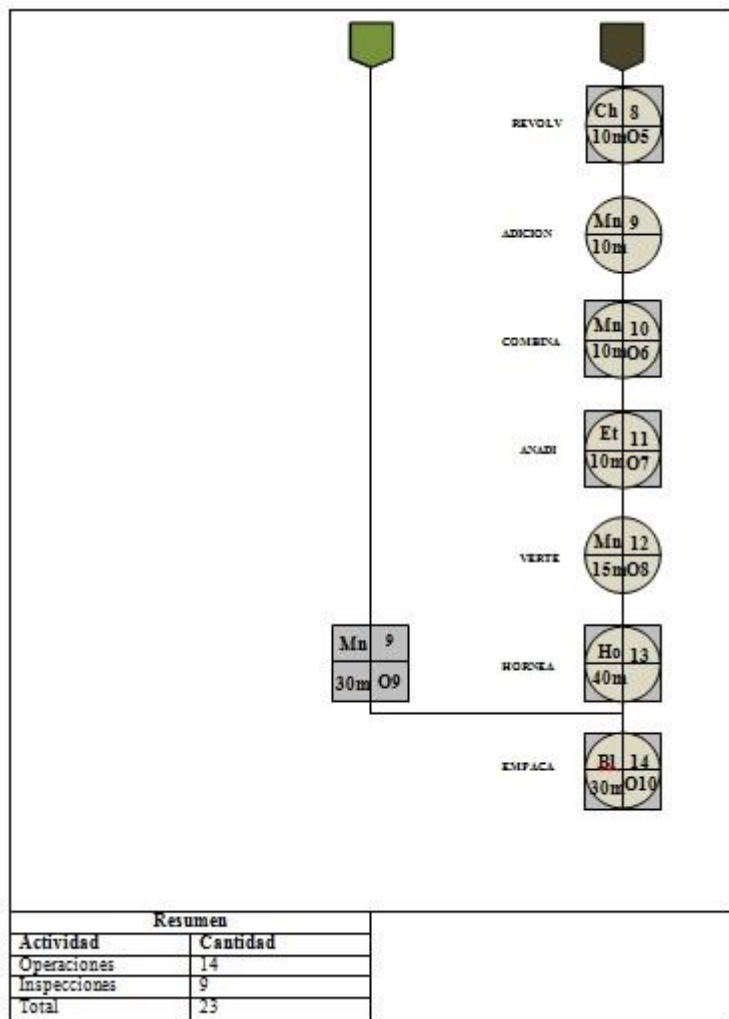 REVOLV
Ch 8
10m O5
ADICION
Mn 9
10m
COMBINA
Mn 10
10m O6
ANADI
Et 11
10m O7
VERTE
Mn 12
15m O8
Mn 9
30m O9
HORNEA
Ho 13
40m
EMPACA
Bl 14
30m O10
Resumen
Actividad Cantidad
Operaciones 14
Inspecciones 9
Total 23